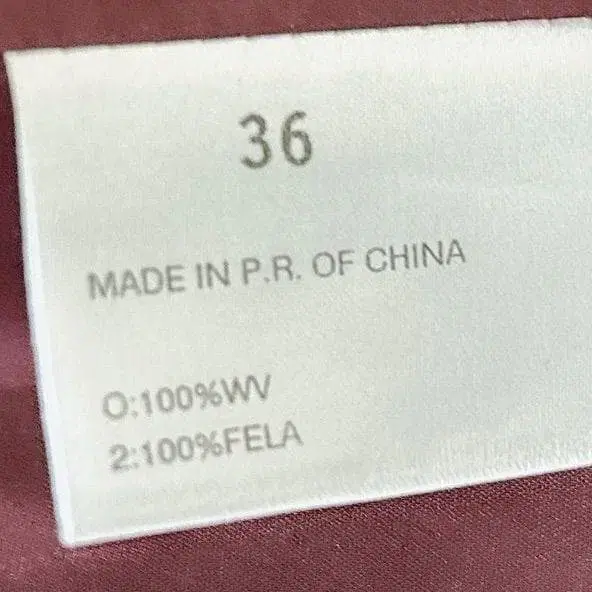 36
MADE IN P.R. OF CHINA
O:100%WV
2:100%FELA